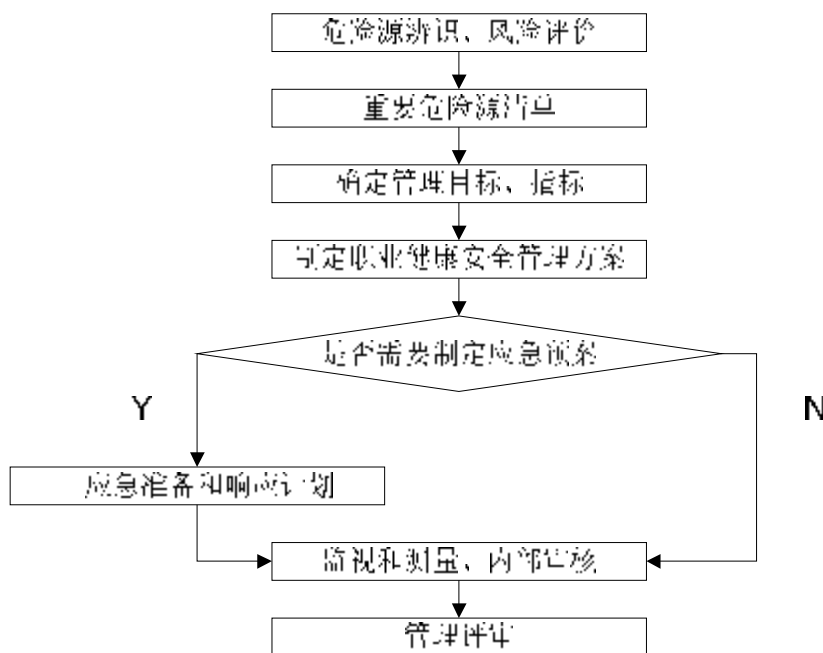 危险源辨识、风险评价
重要危险源清单
确定管理目标、指标
制定职业健康安全管理方案
是否需要制定应急预案
Y
N
应急准备和响应计划
监视和测量、内部审核
管理评审